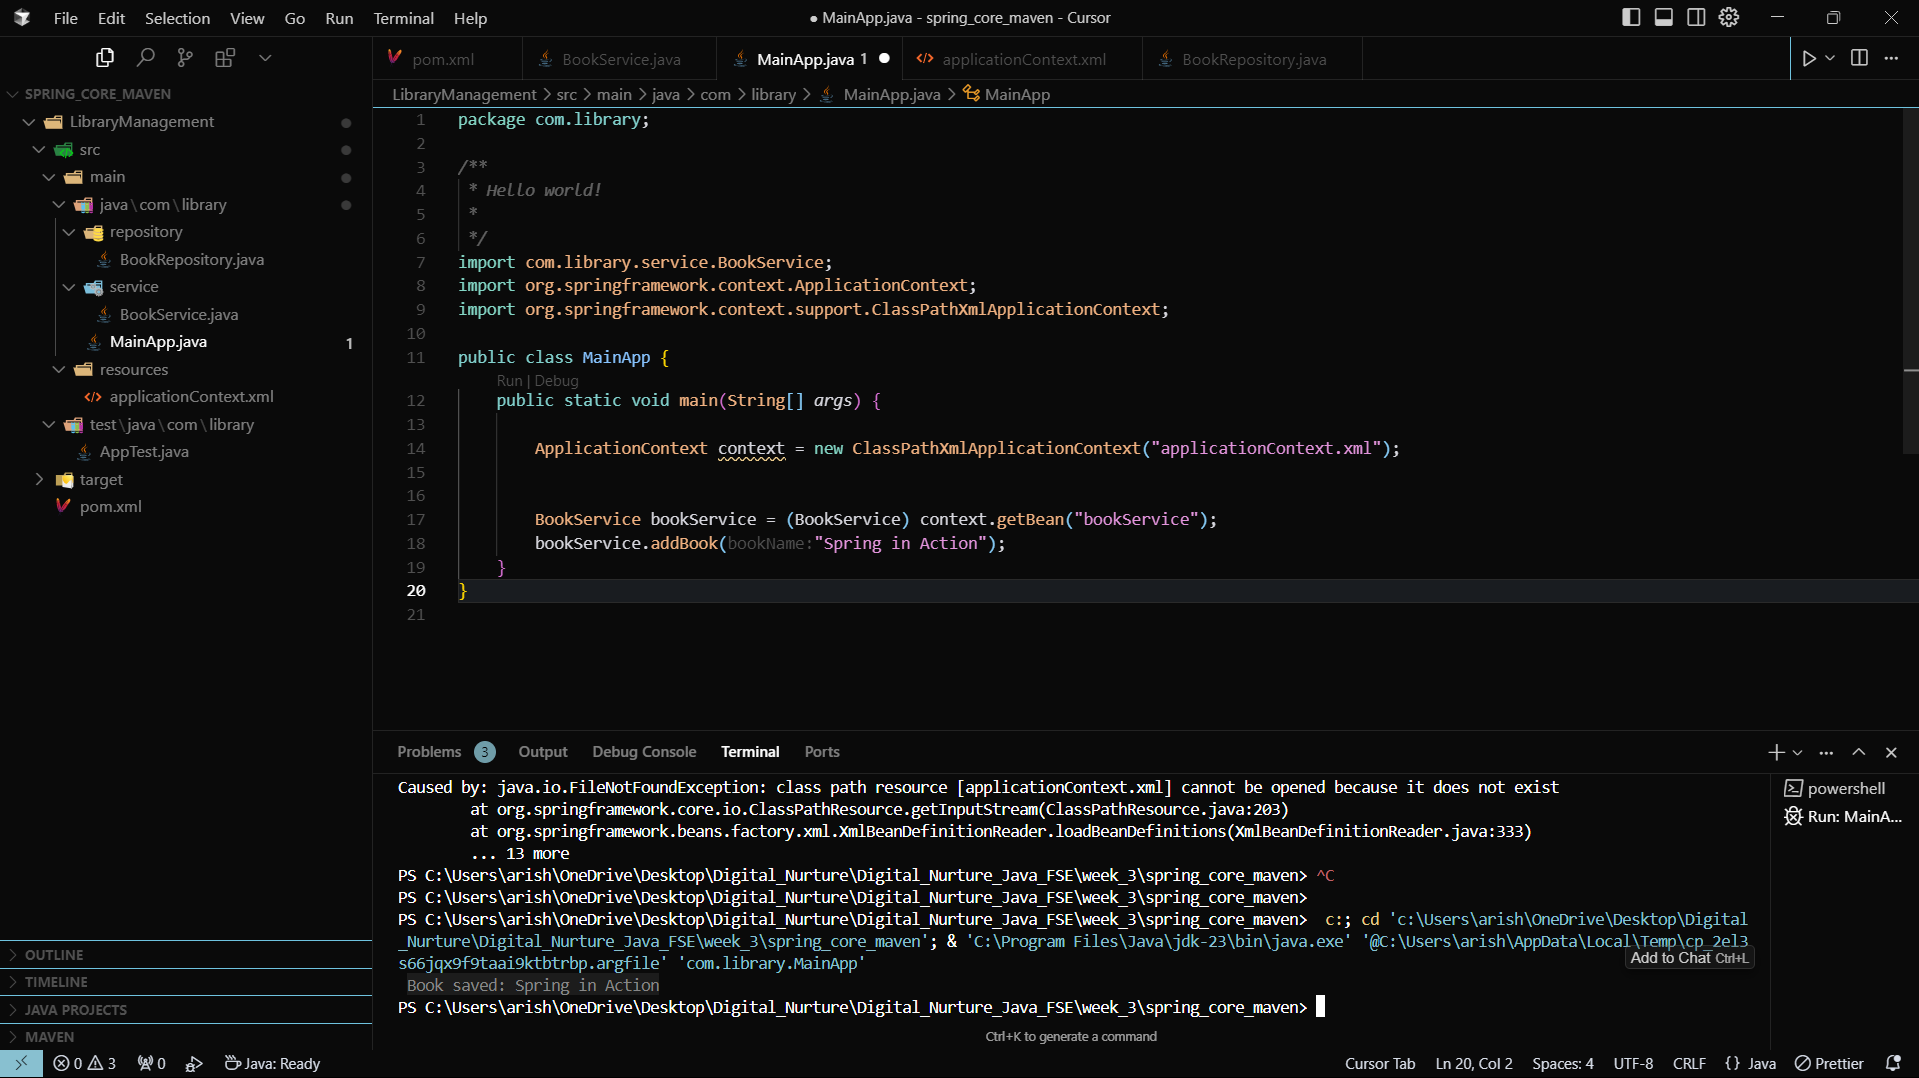 File Edit Selection View Go Run Terminal Help
● MainApp.java - spring_core_maven - Cursor
SPRING_CORE_MAVEN
LibraryManagement
src
main
java\com\library
repository
BookRepository.java
service
BookService.java
MainApp.java 1
resources
applicationContext.xml
test\java\com\library
AppTest.java
target
pom.xml
OUTLINE
TIMELINE
JAVA PROJECTS
MAVEN
pom.xml BookService.java MainApp.java 1 ● applicationContext.xml BookRepository.java
LibraryManagement > src > main > java > com > library > MainApp.java > MainApp
1 package com.library;
2
3 /**
4 * Hello world!
5 *
6 */
7 import com.library.service.BookService;
8 import org.springframework.context.ApplicationContext;
9 import org.springframework.context.support.ClassPathXmlApplicationContext;
10
11 public class MainApp {
Run | Debug
12 public static void main(String[] args) {
13
14 ApplicationContext context = new ClassPathXmlApplicationContext("applicationContext.xml");
15
16
17 BookService bookService = (BookService) context.getBean("bookService");
18 bookService.addBook(bookName:"Spring in Action");
19 }
20 }
21
Problems 3 Output Debug Console Terminal Ports
Caused by: java.io.FileNotFoundException: class path resource [applicationContext.xml] cannot be opened because it does not exist
at org.springframework.core.io.ClassPathResource.getInputStream(ClassPathResource.java:203)
at org.springframework.beans.factory.xml.XmlBeanDefinitionReader.loadBeanDefinitions(XmlBeanDefinitionReader.java:333)
... 13 more
PS C:\Users\arish\OneDrive\Desktop\Digital_Nurture\Digital_Nurture_Java_FSE\week_3\spring_core_maven> ^C
PS C:\Users\arish\OneDrive\Desktop\Digital_Nurture\Digital_Nurture_Java_FSE\week_3\spring_core_maven>
PS C:\Users\arish\OneDrive\Desktop\Digital_Nurture\Digital_Nurture_Java_FSE\week_3\spring_core_maven> c:; cd 'c:\Users\arish\OneDrive\Desktop\Digital
_Nurture\Digital_Nurture_Java_FSE\week_3\spring_core_maven'; & 'C:\Program Files\Java\jdk-23\bin\java.exe' '@C:\Users\arish\AppData\Local\Temp\cp_2el3
s66jqx9f9taai9ktbtrbp.argfile' 'com.library.MainApp'
Add to Chat Ctrl+L
Book saved: Spring in Action
PS C:\Users\arish\OneDrive\Desktop\Digital_Nurture\Digital_Nurture_Java_FSE\week_3\spring_core_maven>
Ctrl+K to generate a command
powershell
Run: MainA...
0 3 0 Java: Ready
Cursor Tab Ln 20, Col 2 Spaces: 4 UTF-8 CRLF {} Java Prettier